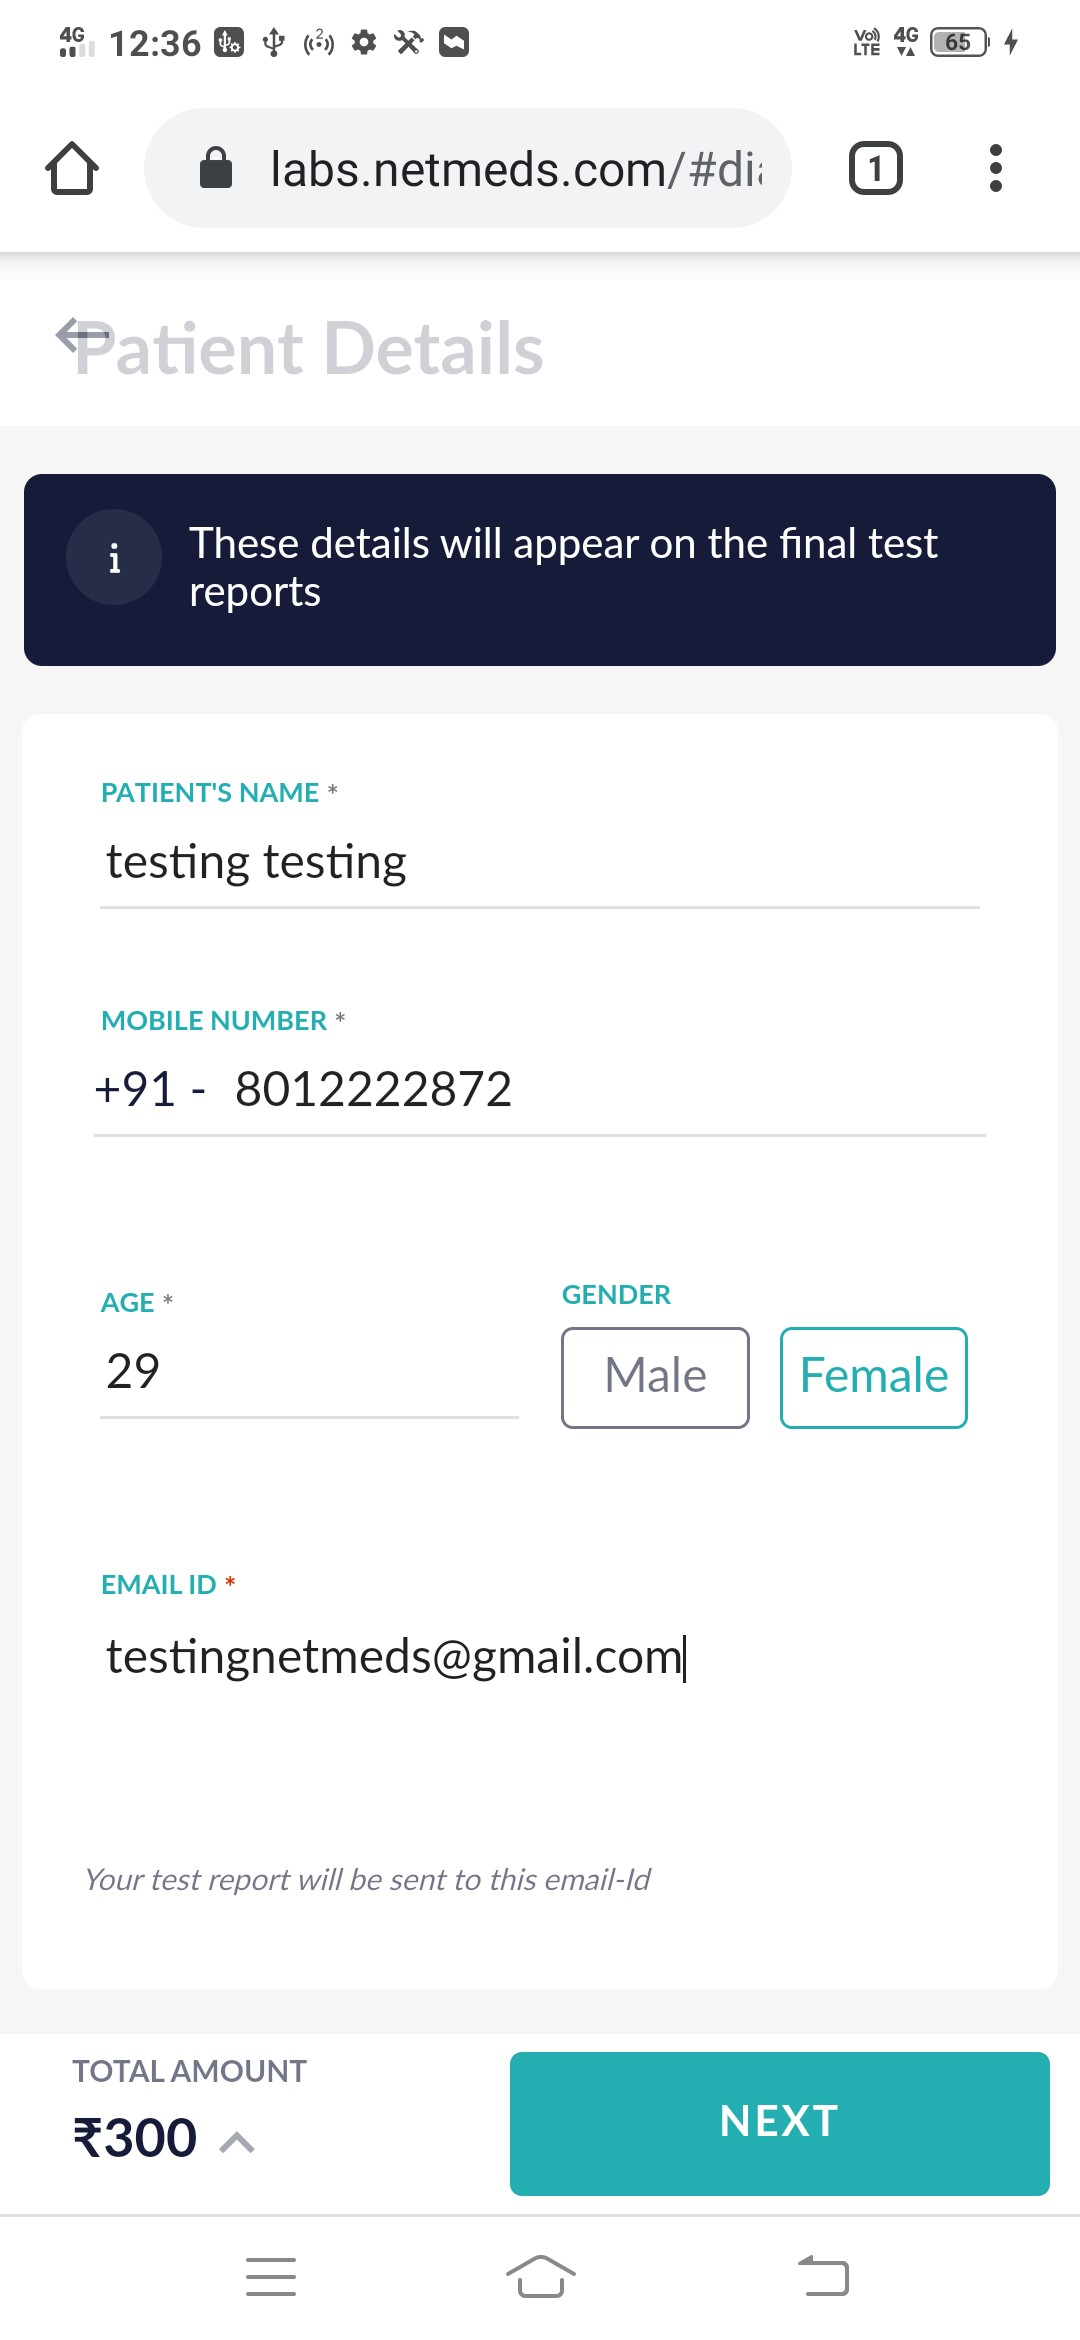 4G 12:36 2 Vo) LTE 4G 65
labs.netmeds.com/#di
Patient Details
i
These details will appear on the final test
reports
PATIENT'S NAME *
testing testing
MOBILE NUMBER *
+91 - 8012222872
AGE *
29
GENDER
Male Female
EMAIL ID *
testingnetmeds@gmail.com
Your test report will be sent to this email-Id
TOTAL AMOUNT
₹300
NEXT
1